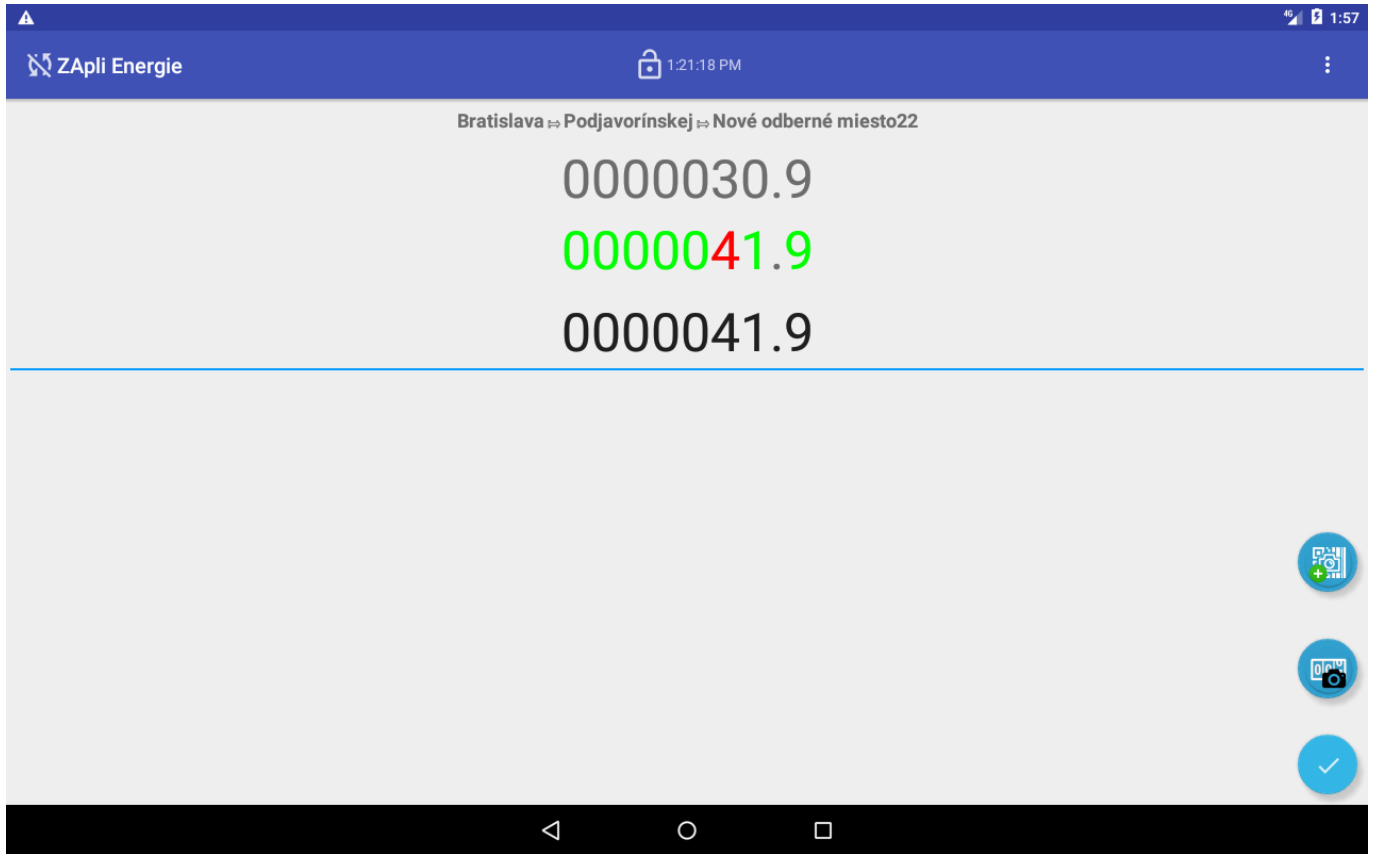 4G 1:57
ZApli Energie 1:21:18 PM
Bratislava ⇔ Podjavorínskej ⇔ Nové odberné miesto22
0000030.9
0000041.9
0000041.9